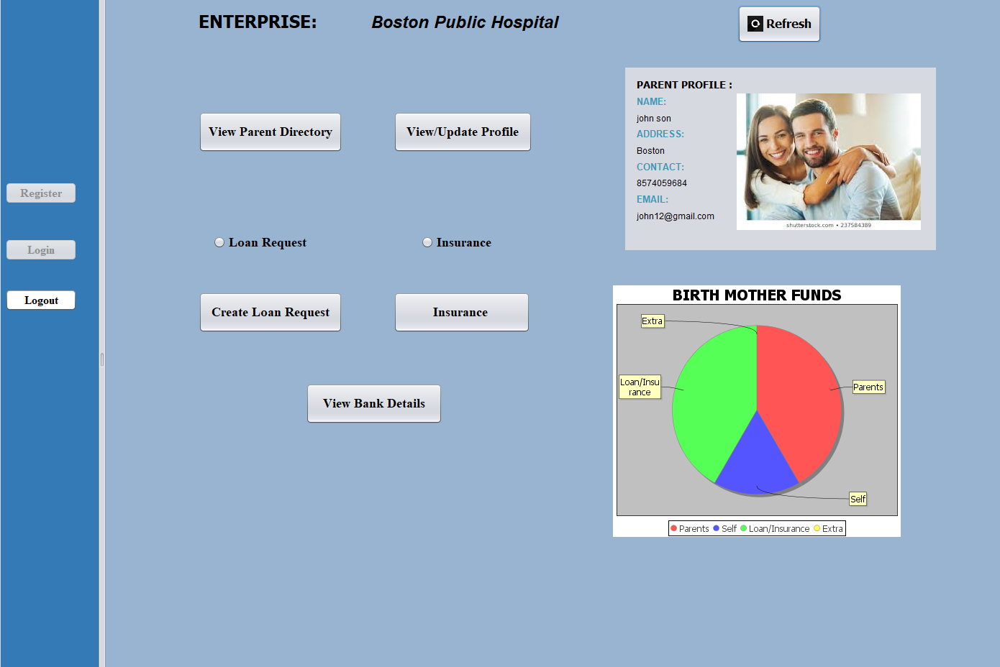 ENTERPRISE: Boston Public Hospital
Refresh
Register
Login
Logout
View Parent Directory
View/Update Profile
Loan Request
Insurance
Create Loan Request
Insurance
View Bank Details
PARENT PROFILE :
NAME:
john son
ADDRESS:
Boston
CONTACT:
8574059684
EMAIL:
john12@gmail.com
shutterstock.com • 237584389
BIRTH MOTHER FUNDS
Extra
Loan/Insu
rance
Parents
Self
Parents Self Loan/Insurance Extra